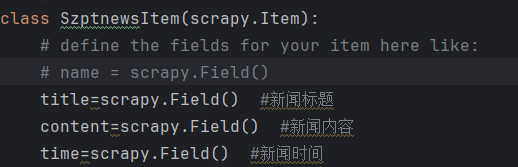 class SzptnewsItem(scrapy.Item):
# define the fields for your item here like:
# name = scrapy.Field()
title=scrapy.Field()  #新闻标题
content=scrapy.Field()  #新闻内容
time=scrapy.Field()  #新闻时间